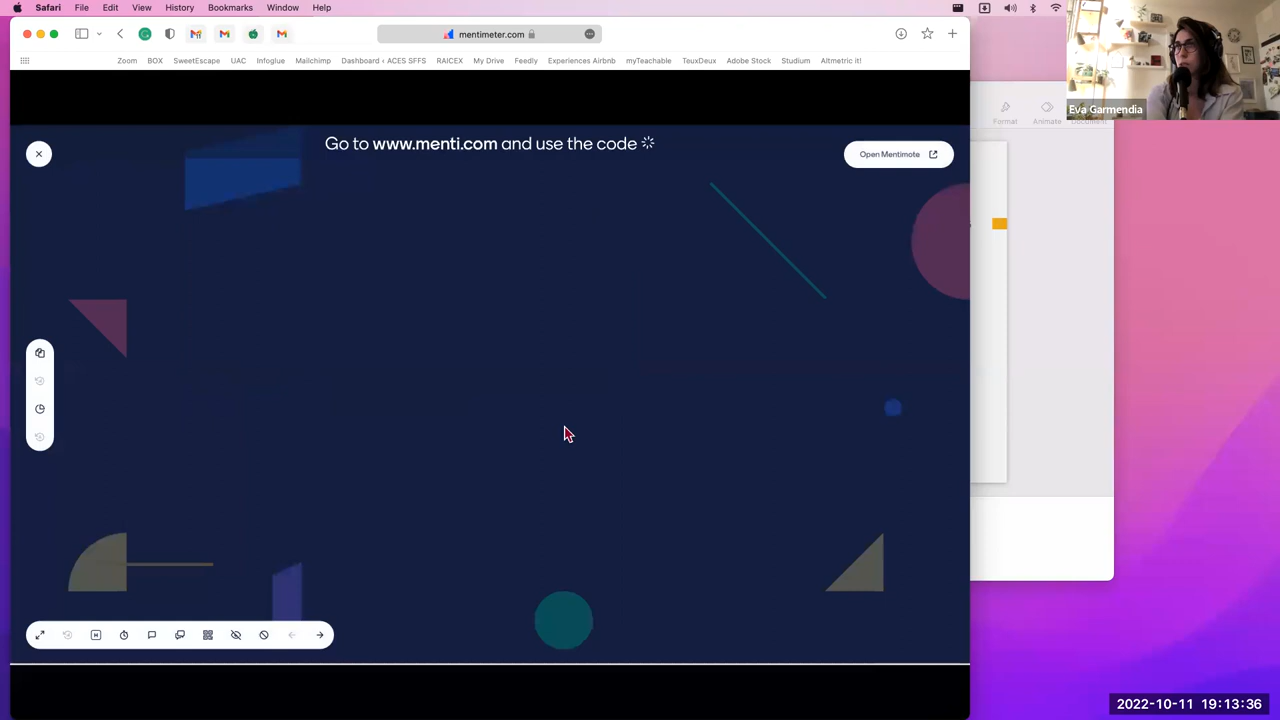 Safari File Edit View History Bookmarks Window Help
mentimeter.com
Zoom BOX SweetEscape UAC Infoglue Mailchimp Dashboard ‹ ACES SFFS RAICEX My Drive Feedly Experiences Airbnb myTeachable TeuxDeux Adobe Stock Studium Altmetric it!
Go to www.menti.com and use the code
Open Mentimote
Format Animate Document
Eva Garmendia
2022-10-11 19:13:36